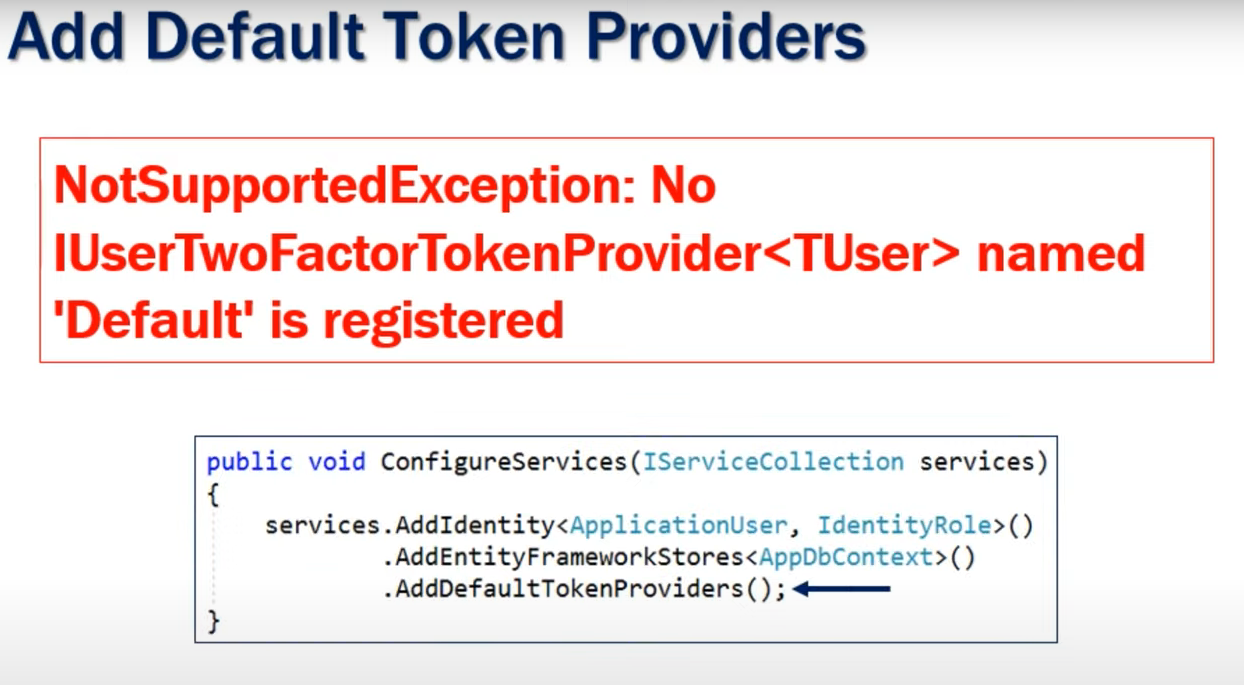 Add Default Token Providers
NotSupportedException: No
IUserTwoFactorTokenProvider<TUser> named
'Default' is registered
public void ConfigureServices(IServiceCollection services)
{
services.AddIdentity<ApplicationUser, IdentityRole>()
.AddEntityFrameworkStores<AppDbContext>()
.AddDefaultTokenProviders();
}